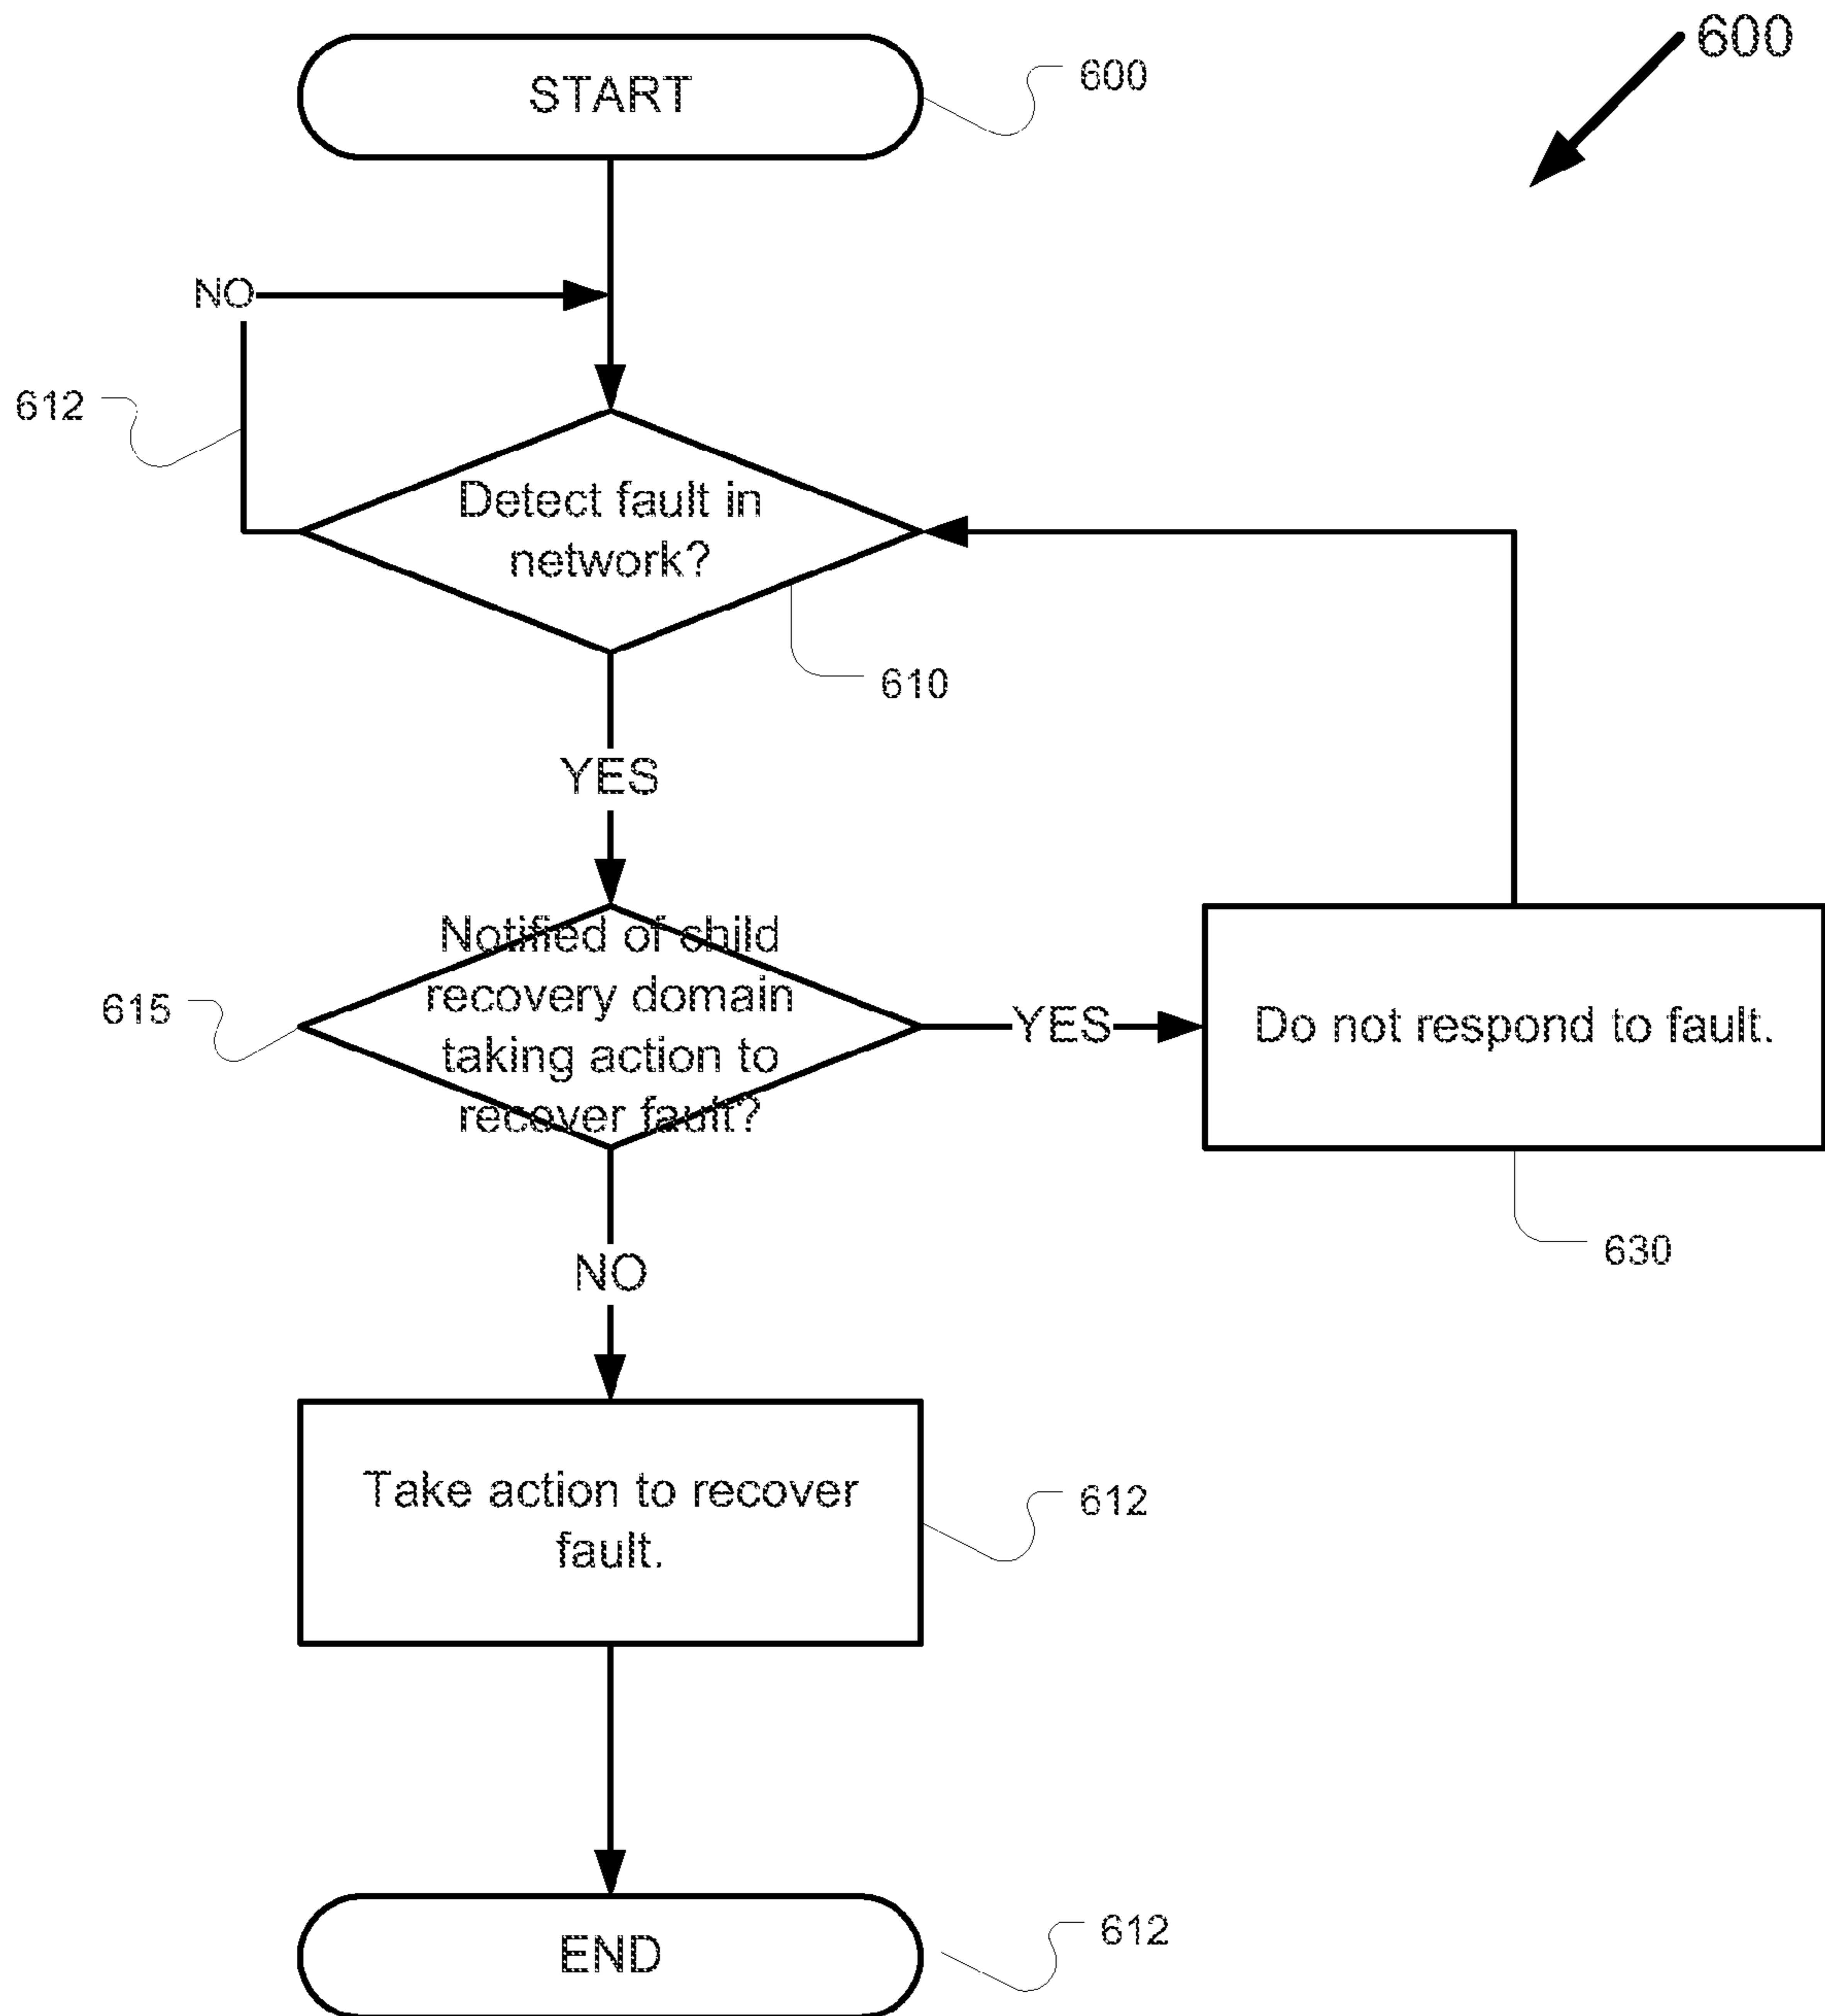 600
START
600
NO
612
Detect fault in
network?
610
YES
Notified of child
recovery domain
taking action to
recover fault?
615
YES
Do not respond to fault.
630
NO
Take action to recover
fault.
612
END
612